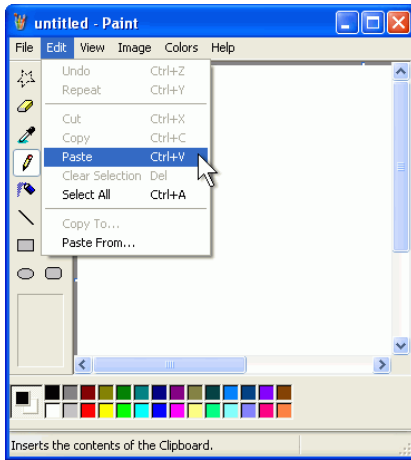 untitled - Paint
File Edit View Image Colors Help
Undo Ctrl+Z
Repeat Ctrl+Y
Cut Ctrl+X
Copy Ctrl+C
Paste Ctrl+V
Clear Selection Del
Select All Ctrl+A
Copy To...
Paste From...
Inserts the contents of the Clipboard.